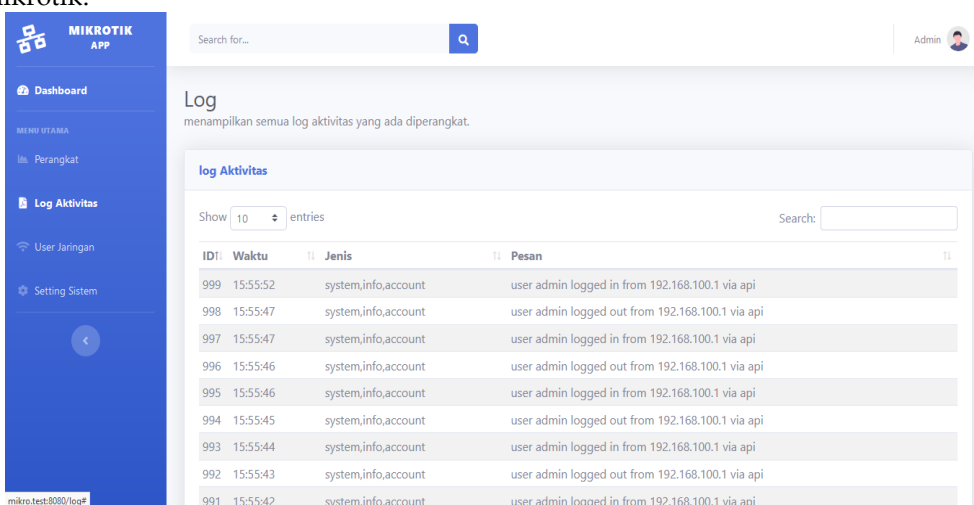 MIKROTIK
APP
Search for...
Admin
Dashboard
MENU UTAMA
Perangkat
Log Aktivitas
User Jaringan
Setting Sistem
Log
menampilkan semua log aktivitas yang ada diperangkat.
log Aktivitas
Show 10 entries Search:
ID Waktu Jenis Pesan
999 15:55:52 system,info,account user admin logged in from 192.168.100.1 via api
998 15:55:47 system,info,account user admin logged out from 192.168.100.1 via api
997 15:55:47 system,info,account user admin logged in from 192.168.100.1 via api
996 15:55:46 system,info,account user admin logged out from 192.168.100.1 via api
995 15:55:46 system,info,account user admin logged in from 192.168.100.1 via api
994 15:55:45 system,info,account user admin logged out from 192.168.100.1 via api
993 15:55:44 system,info,account user admin logged in from 192.168.100.1 via api
992 15:55:43 system,info,account user admin logged out from 192.168.100.1 via api
991 15:55:42 system,info,account user admin logged in from 192.168.100.1 via api
mikro.test:8080/log#